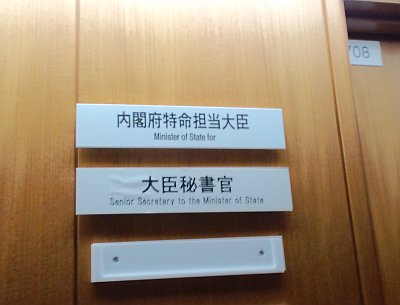 708
内閣府特命担当大臣
Minister of State for
大臣秘書官
Senior Secretary to the Minister of State